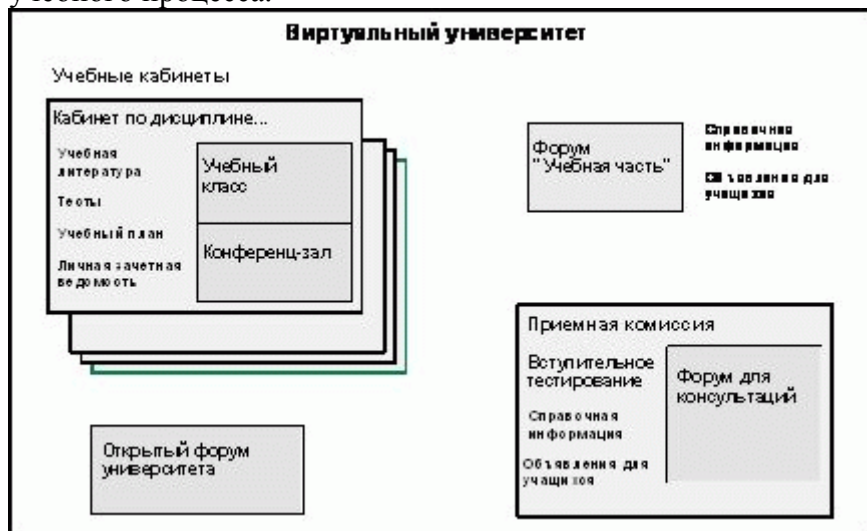 учебного процесса.
Виртуальный университет
Учебные кабинеты
Кабинет по дисциплине...
Учебная
литература
Тесты
Учебный план
Личная зачетная
ведомость
Учебный
класс
Конференц-зал
Форум
"Учебная часть"
Справочная
информация
Объявления для
учащихся
Приемная комиссия
Вступительное
тестирование
Справочная
информация
Объявления для
учащихся
Форум для
консультаций
Открытый форум
университета